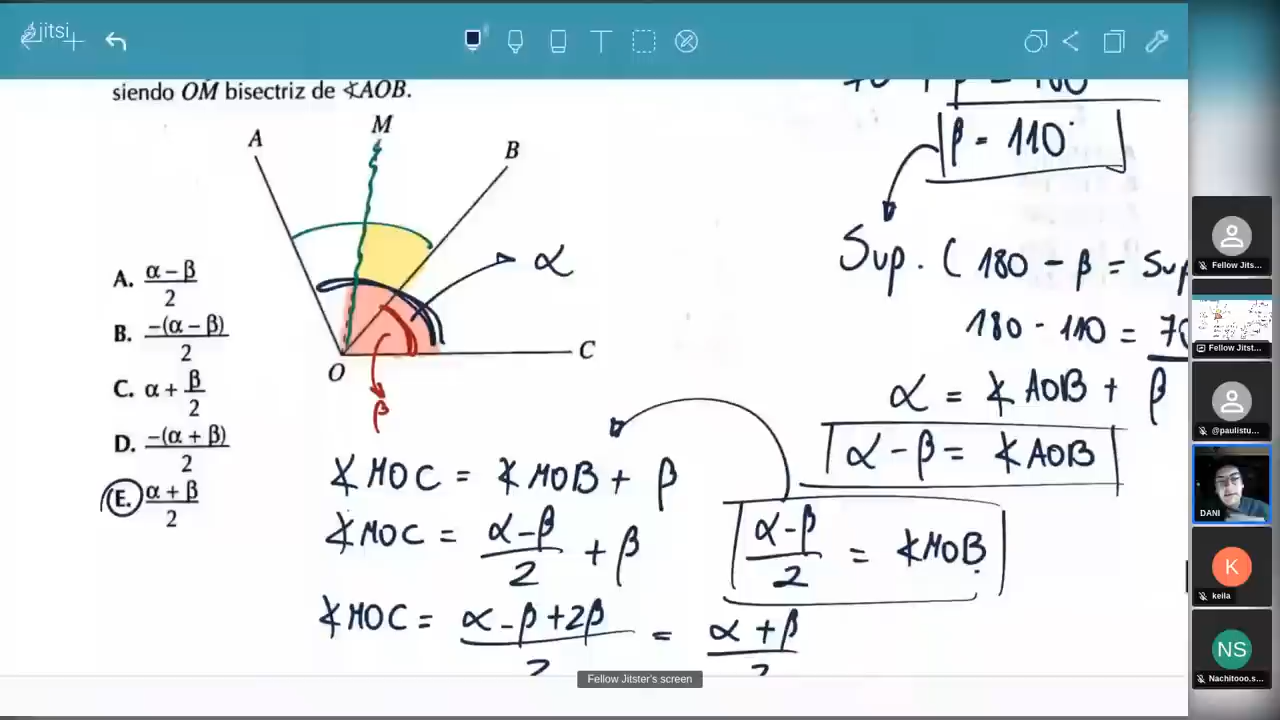 jitsi
siendo OM bisectriz de ∢AOB.
A
M
B
O
C
α
β
A. α − β / 2
B. −(α − β) / 2
C. α + β / 2
D. −(α + β) / 2
E. α + β / 2
∢MOC = ∢MOB + β
∢MOC = α − β / 2 + β
∢MOC = α − β + 2β / 2 = α + β / 2
β = 110°
Sup. ( 180 − β = Sup
180 - 110 = 70
α = ∢AOB + β
α − β = ∢AOB
α − β / 2 = ∢MOB
Fellow Jitster's screen
Fellow Jits...
Fellow Jitst...
@paulistu...
DANI
K
keila
NS
Nachitooo.s...